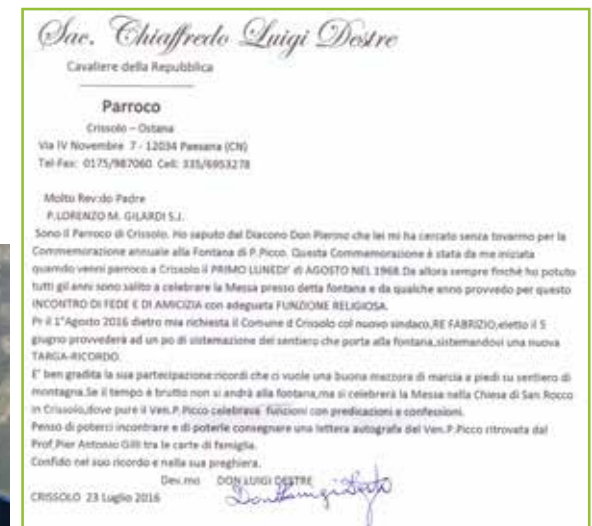 Sac. Chiaffredo Luigi Destre
Cavaliere della Repubblica
Parroco
Crissolo – Ostana
Via IV Novembre 7 - 12034 Paesana (CN)
Tel-Fax: 0175/987060 Cell: 335/6953278
Molto Rev:do Padre
P.LORENZO M. GILARDI S.J.
Sono il Parroco di Crissolo. Ho saputo dal Diacono Don Pierino che lei mi ha cercato senza tovarmo per la
Commemorazione annuale alla Fontana di P.Picco. Questa Commemorazione è stata da me iniziata
quamdo venni parroco a Crissolo il PRIMO LUNEDI' di AGOSTO NEL 1968.Da allora sempre finchè ho potuto
tutti gil anni sono salito a celebrare la Messa presso detta fontana e da qualche enno provvedo per questo
INCONTRO DI FEDE E DI AMICIZIA con adeguata FUNZIONE RELIGIOSA.
Pr il 1°Agosto 2016 dietro mia richiesta il Comune d Crissolo col nuovo sindaco,RE FABRIZIO,eletto il 5
giugno provvederà ad un po di sistemazione del sentiero che porta alla fontana,sistemandovi una nuova
TARGA-RICORDO.
E' ben gradita la sua partecipazione:ricordi che ci vuole una buona mezzora di marcia a piedi su sentiero di
montagna.Se il tempo è brutto non si andrà alla footana,ma si celebrerà la Messa nella Chiesa di San Rocco
in Crissolo,dove pure il Ven.P.Picco celebrava funzioni con predicazioni e confessioni.
Penso di poterci incontrare e di poterle consegnare una lettera autografa del Ven.P.Picco ritrovata dal
Prof,Pier Antonio Gilli tra le carte di famiglia.
Confido nel suo ricordo e nella sua preghiera.
Dev.mo DON LUIGI DESTRE
CRISSOLO 23 Luglio 2016